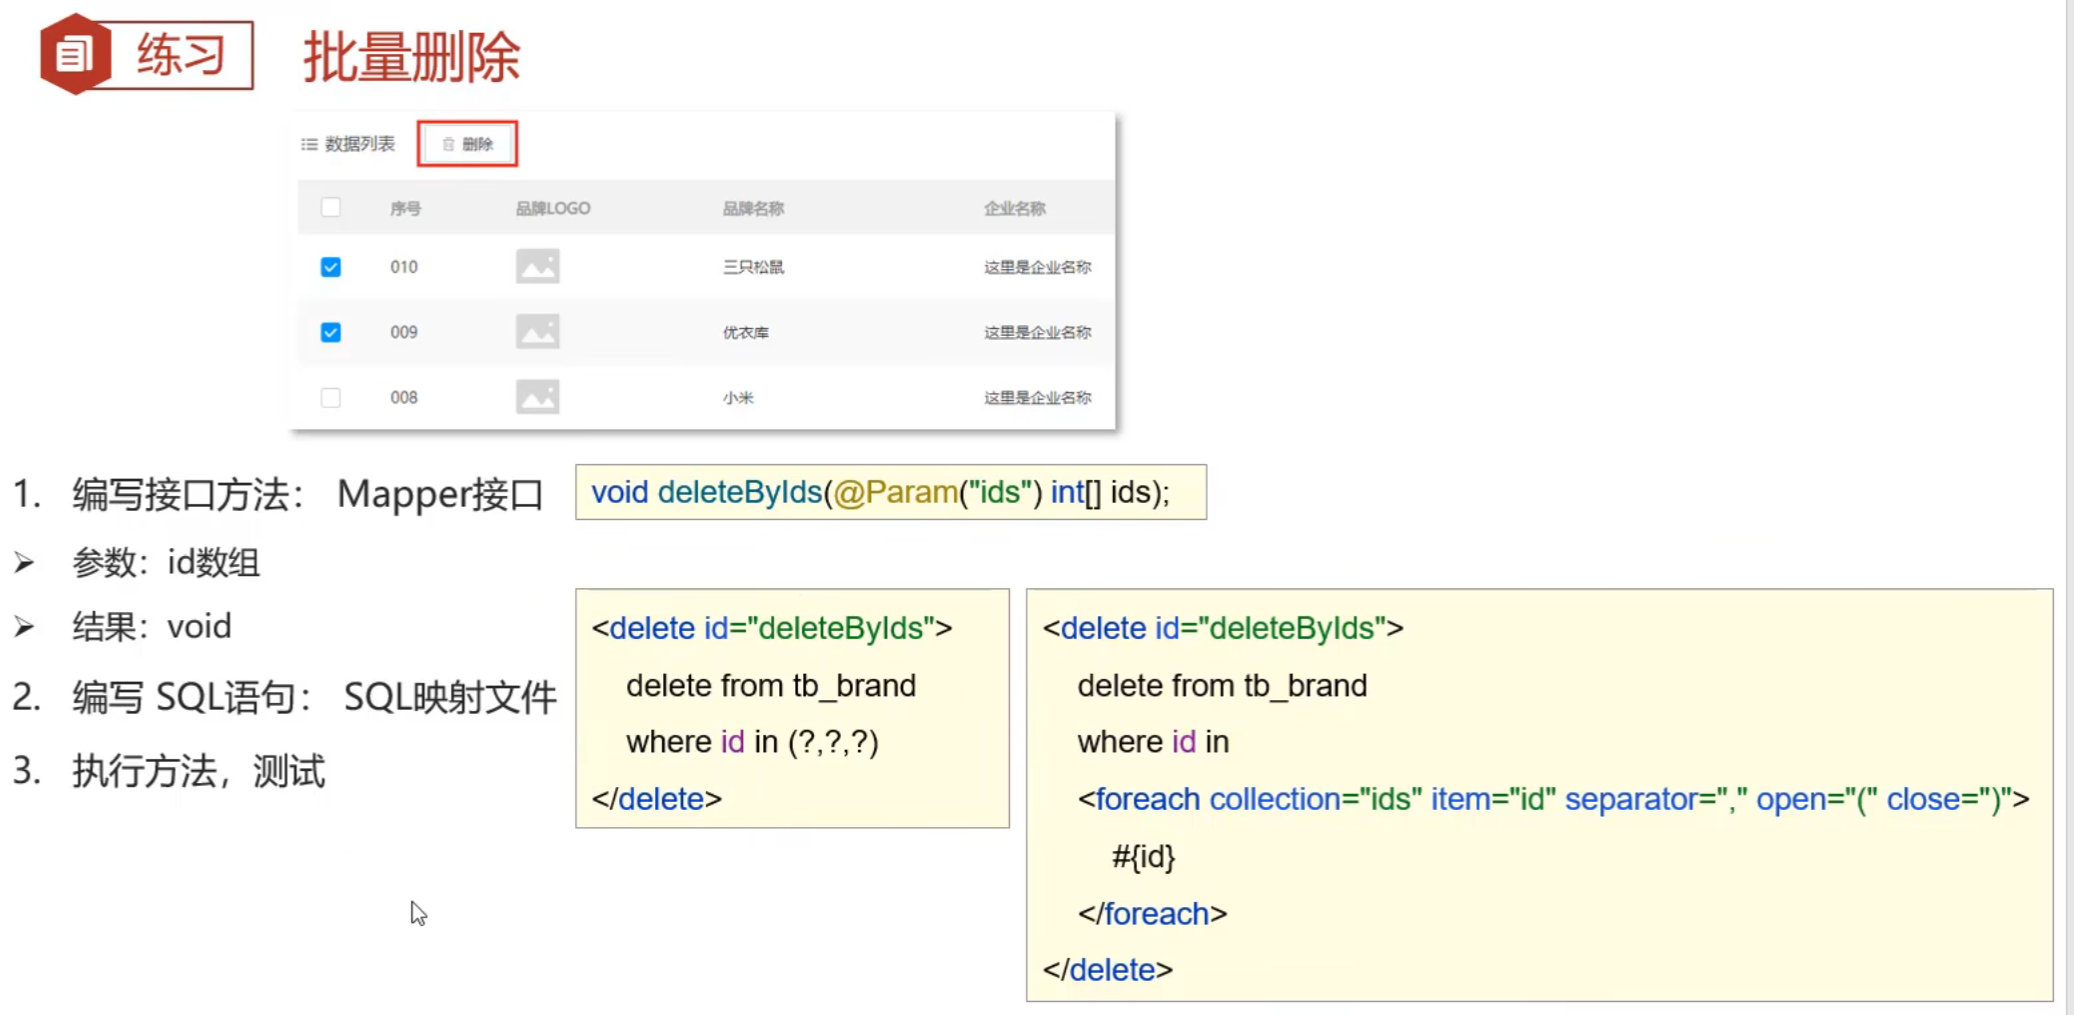 练习
批量删除
数据列表 删除
序号 品牌LOGO 品牌名称 企业名称
010 三只松鼠 这里是企业名称
009 优衣库 这里是企业名称
008 小米 这里是企业名称
1. 编写接口方法： Mapper接口
void deleteByIds(@Param("ids") int[] ids);
➢ 参数：id数组
➢ 结果：void
2. 编写 SQL语句： SQL映射文件
3. 执行方法，测试
<delete id="deleteByIds">
delete from tb_brand
where id in (?,?,?)
</delete>
<delete id="deleteByIds">
delete from tb_brand
where id in
<foreach collection="ids" item="id" separator="," open="(" close=")">
#{id}
</foreach>
</delete>